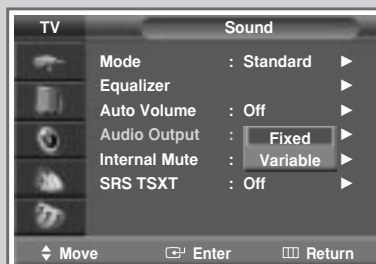 TV Sound
Mode : Standard ►
Equalizer ►
Auto Volume : Off ►
Audio Output : Fixed ►
Internal Mute : Variable ►
SRS TSXT : Off ►
Move Enter Return